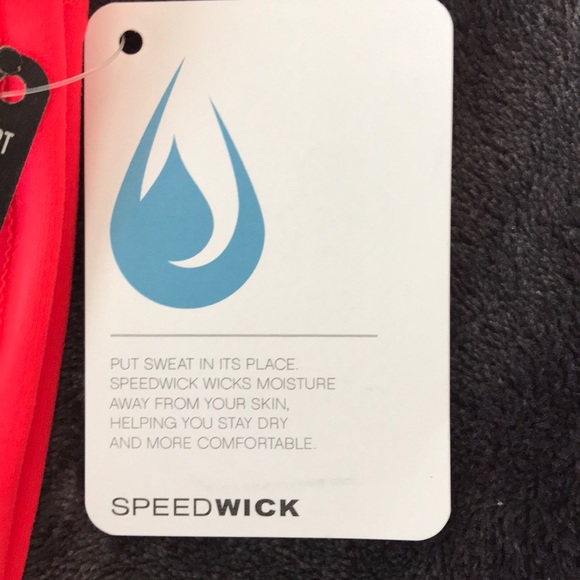 PUT SWEAT IN ITS PLACE.
SPEEDWICK WICKS MOISTURE
AWAY FROM YOUR SKIN,
HELPING YOU STAY DRY
AND MORE COMFORTABLE.
SPEEDWICK